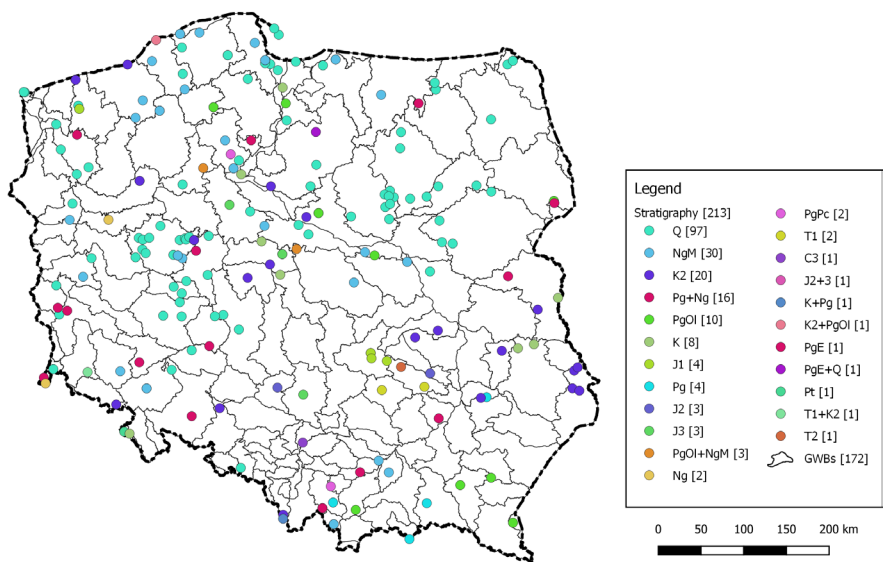 Legend
Stratigraphy [213]
Q [97]
NgM [30]
K2 [20]
Pg+Ng [16]
PgOl [10]
K [8]
J1 [4]
Pg [4]
J2 [3]
J3 [3]
PgOl+NgM [3]
Ng [2]
PgPc [2]
T1 [2]
C3 [1]
J2+3 [1]
K+Pg [1]
K2+PgOl [1]
PgE [1]
PgE+Q [1]
Pt [1]
T1+K2 [1]
T2 [1]
GWBs [172]
0 50 100 150 200 km